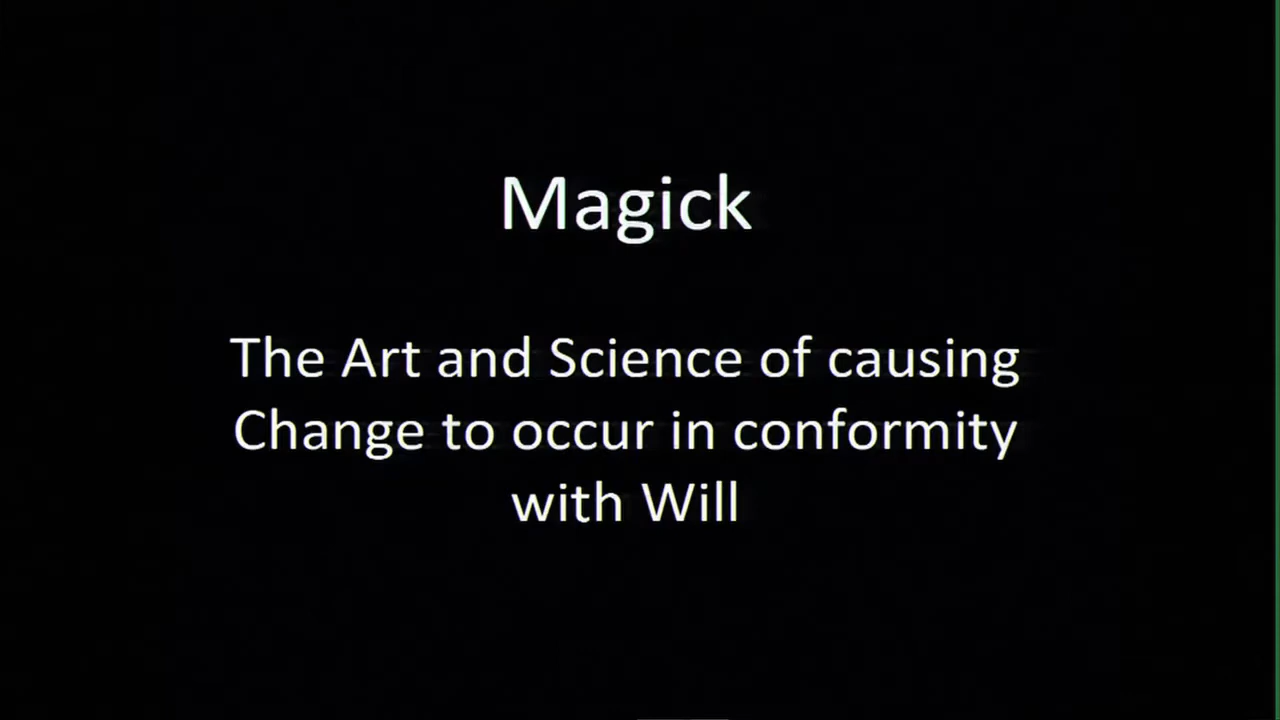 Magick
The Art and Science of causing
Change to occur in conformity
with Will